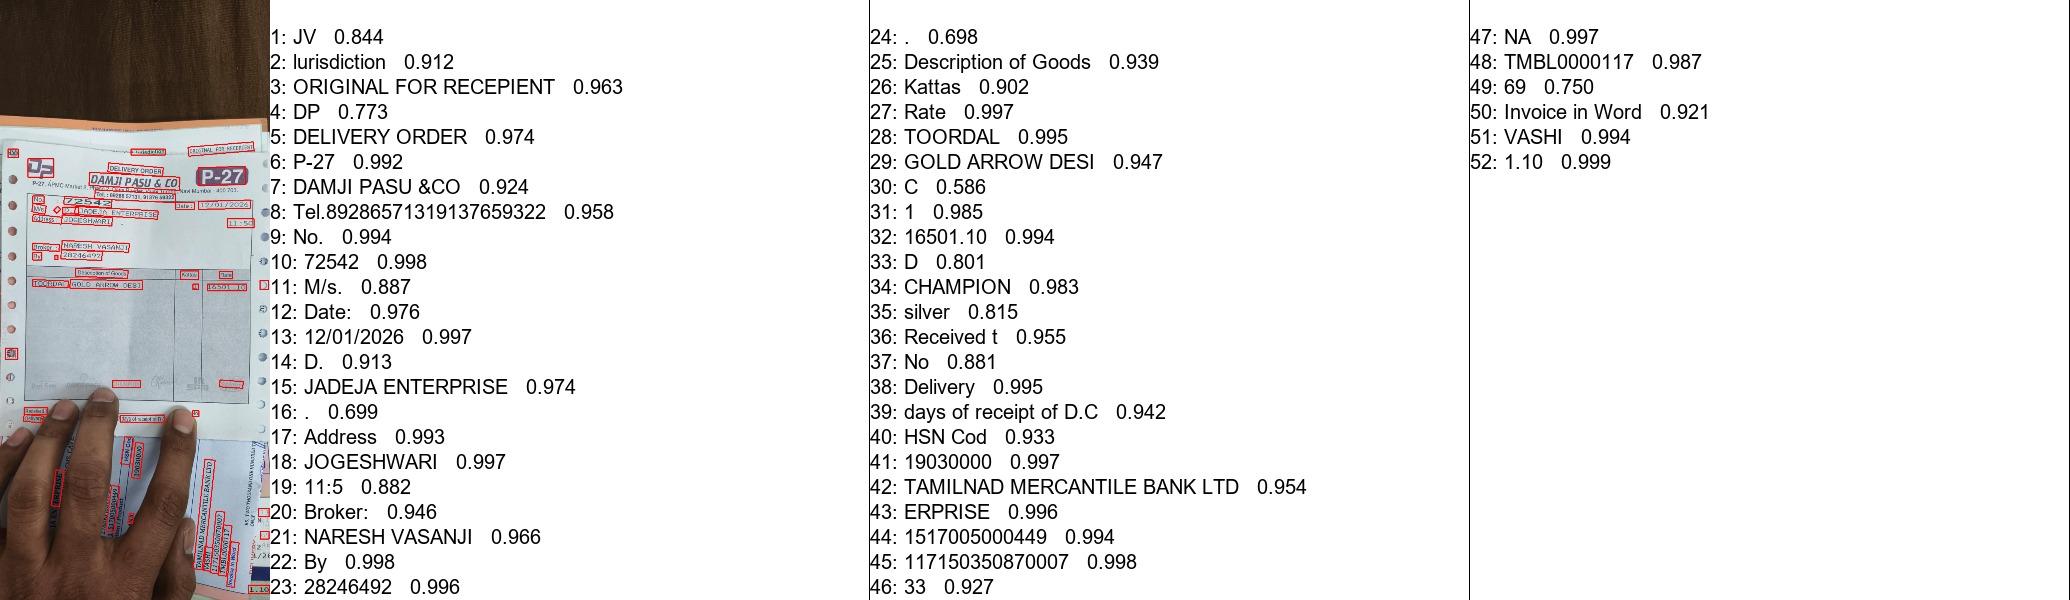 ORIGINAL FOR RECEPIENT
DELIVERY ORDER
DAMJI PASU & CO
P-27
No. 72542
Date: 12/01/2026
M/s. JADEJA ENTERPRISE
Address JOGESHWARI
Broker: NARESH VASANJI
By 28246492
Description of Goods Rate
TOORDAL GOLD ARROW DESI 16501.10
TAMILNAD MERCANTILE BANK LTD
1: JV 0.844
2: lurisdiction 0.912
3: ORIGINAL FOR RECEPIENT 0.963
4: DP 0.773
5: DELIVERY ORDER 0.974
6: P-27 0.992
7: DAMJI PASU &CO 0.924
8: Tel.89286571319137659322 0.958
9: No. 0.994
10: 72542 0.998
11: M/s. 0.887
12: Date: 0.976
13: 12/01/2026 0.997
14: D. 0.913
15: JADEJA ENTERPRISE 0.974
16: . 0.699
17: Address 0.993
18: JOGESHWARI 0.997
19: 11:5 0.882
20: Broker: 0.946
21: NARESH VASANJI 0.966
22: By 0.998
23: 28246492 0.996
24: . 0.698
25: Description of Goods 0.939
26: Kattas 0.902
27: Rate 0.997
28: TOORDAL 0.995
29: GOLD ARROW DESI 0.947
30: C 0.586
31: 1 0.985
32: 16501.10 0.994
33: D 0.801
34: CHAMPION 0.983
35: silver 0.815
36: Received t 0.955
37: No 0.881
38: Delivery 0.995
39: days of receipt of D.C 0.942
40: HSN Cod 0.933
41: 19030000 0.997
42: TAMILNAD MERCANTILE BANK LTD 0.954
43: ERPRISE 0.996
44: 1517005000449 0.994
45: 117150350870007 0.998
46: 33 0.927
47: NA 0.997
48: TMBL0000117 0.987
49: 69 0.750
50: Invoice in Word 0.921
51: VASHI 0.994
52: 1.10 0.999